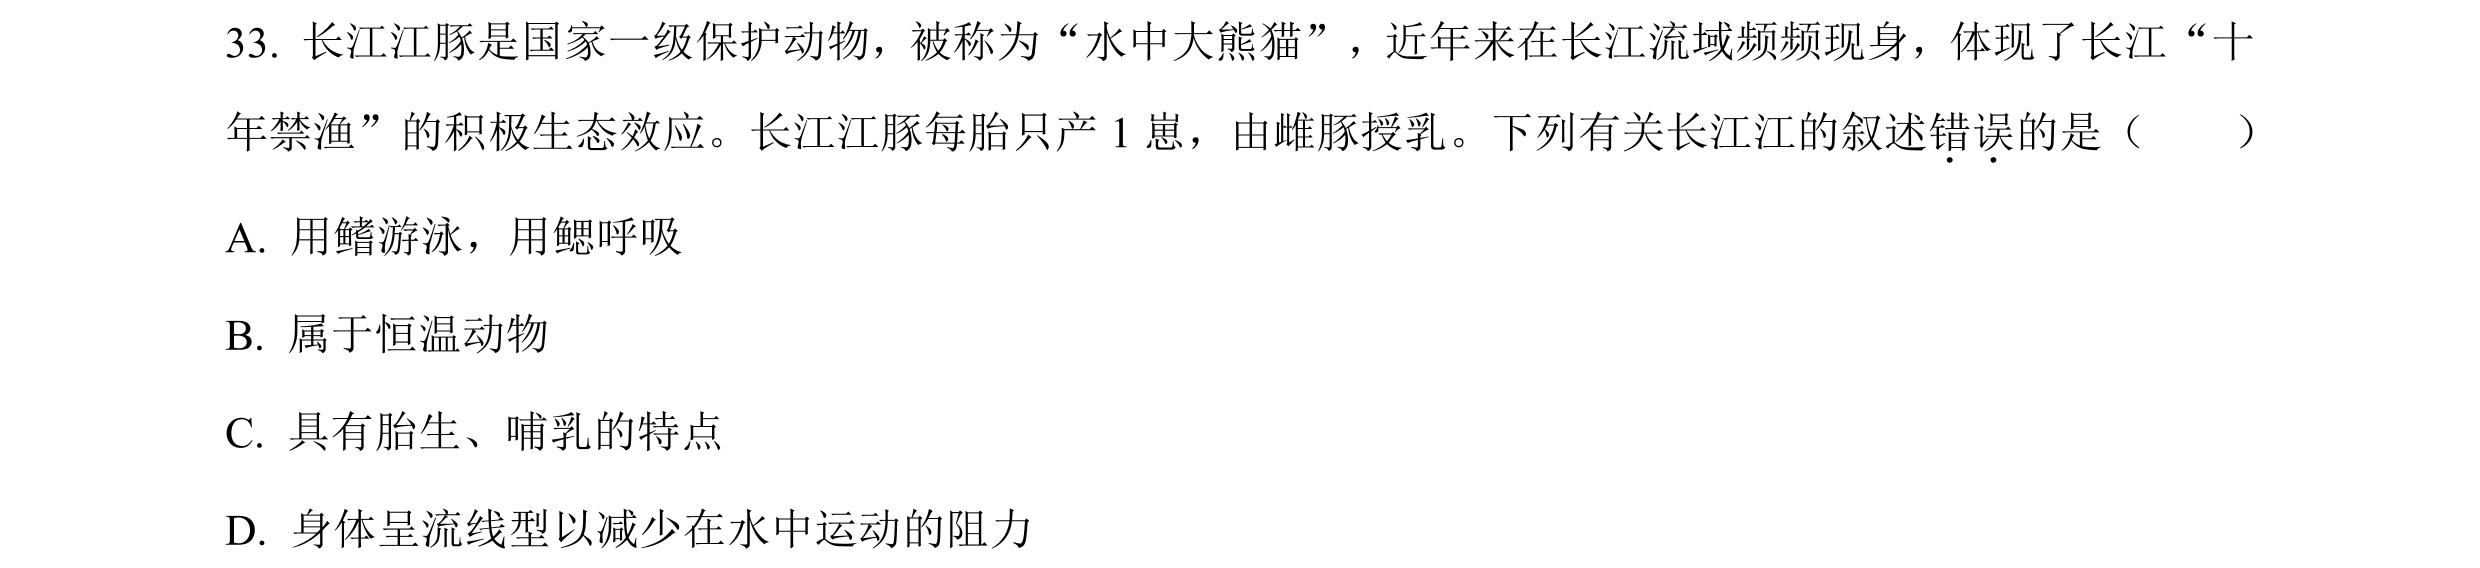 33. 长江江豚是国家一级保护动物，被称为“水中大熊猫”，近年来在长江流域频频现身，体现了长江“十
年禁渔”的积极生态效应。长江江豚每胎只产 1 崽，由雌豚授乳。下列有关长江江的叙述错误的是（　　）
A. 用鳍游泳，用鳃呼吸
B. 属于恒温动物
C. 具有胎生、哺乳的特点
D. 身体呈流线型以减少在水中运动的阻力